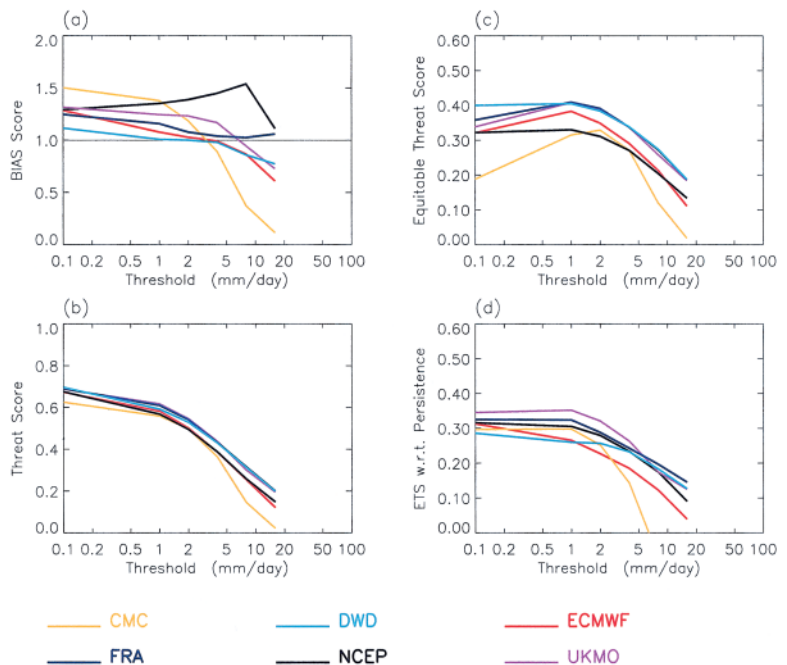 (a)
2.0
1.5
1.0
0.5
0.0
BIAS Score
0.1 0.2 0.5 1 2 5 10 20 50 100
Threshold (mm/day)
(c)
0.60
0.40
0.30
0.20
0.10
0.00
Equitable Threat Score
0.1 0.2 0.5 1 2 5 10 20 50 100
Threshold (mm/day)
(b)
1.0
0.8
0.6
0.4
0.2
0.0
Threat Score
0.1 0.2 0.5 1 2 5 10 20 50 100
Threshold (mm/day)
(d)
0.60
0.40
0.30
0.20
0.10
0.00
ETS w.r.t. Persistence
0.1 0.2 0.5 1 2 5 10 20 50 100
Threshold (mm/day)
CMC DWD ECMWF
FRA NCEP UKMO